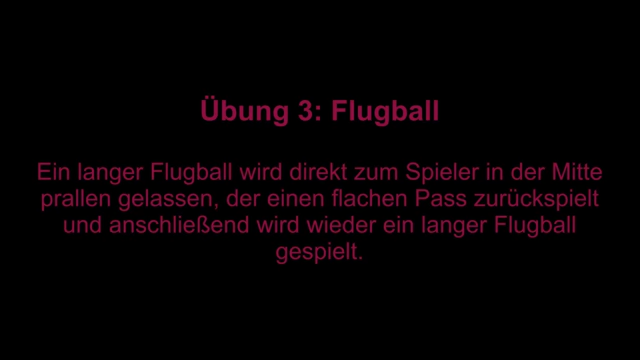 Übung 3: Flugball
Ein langer Flugball wird direkt zum Spieler in der Mitte
prallen gelassen, der einen flachen Pass zurückspielt
und anschließend wird wieder ein langer Flugball
gespielt.